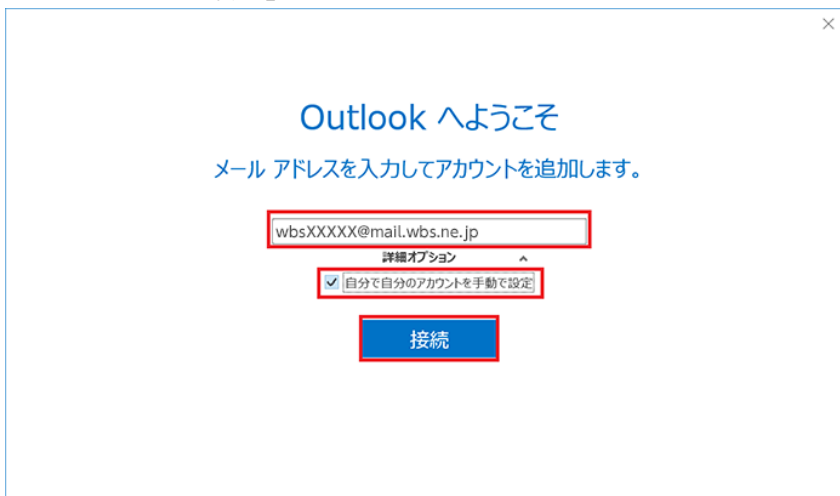 Outlook へようこそ
メール アドレスを入力してアカウントを追加します。
wbsXXXXX@mail.wbs.ne.jp
詳細オプション
自分で自分のアカウントを手動で設定
接続